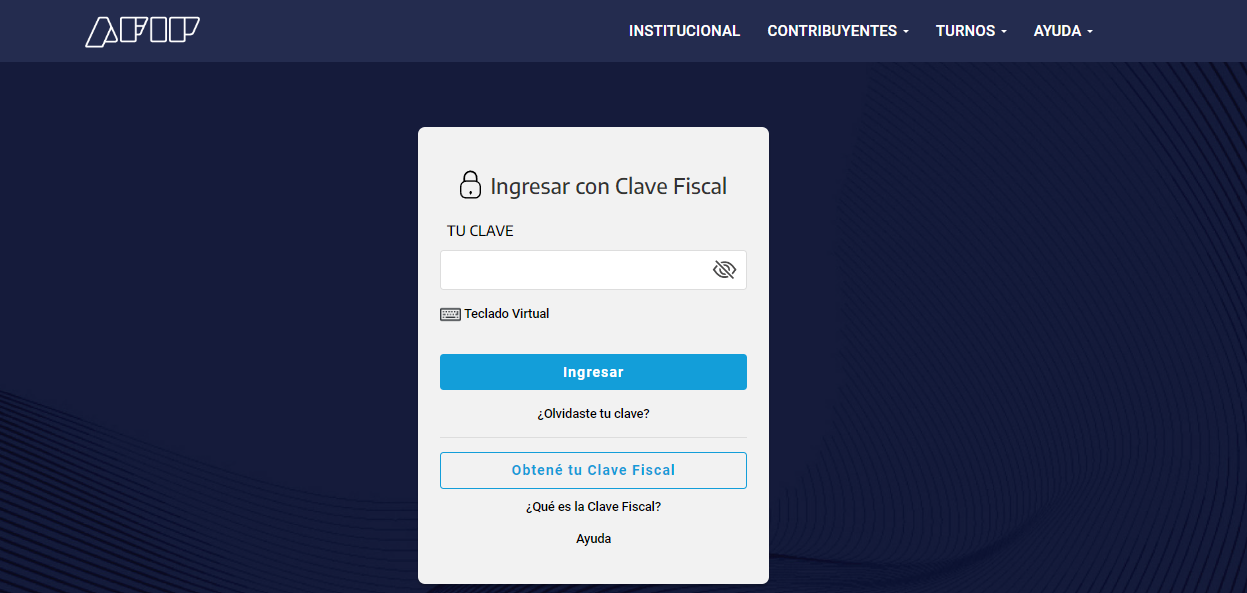 AFIP
INSTITUCIONAL CONTRIBUYENTES TURNOS AYUDA
Ingresar con Clave Fiscal
TU CLAVE
Teclado Virtual
Ingresar
¿Olvidaste tu clave?
Obtené tu Clave Fiscal
¿Qué es la Clave Fiscal?
Ayuda